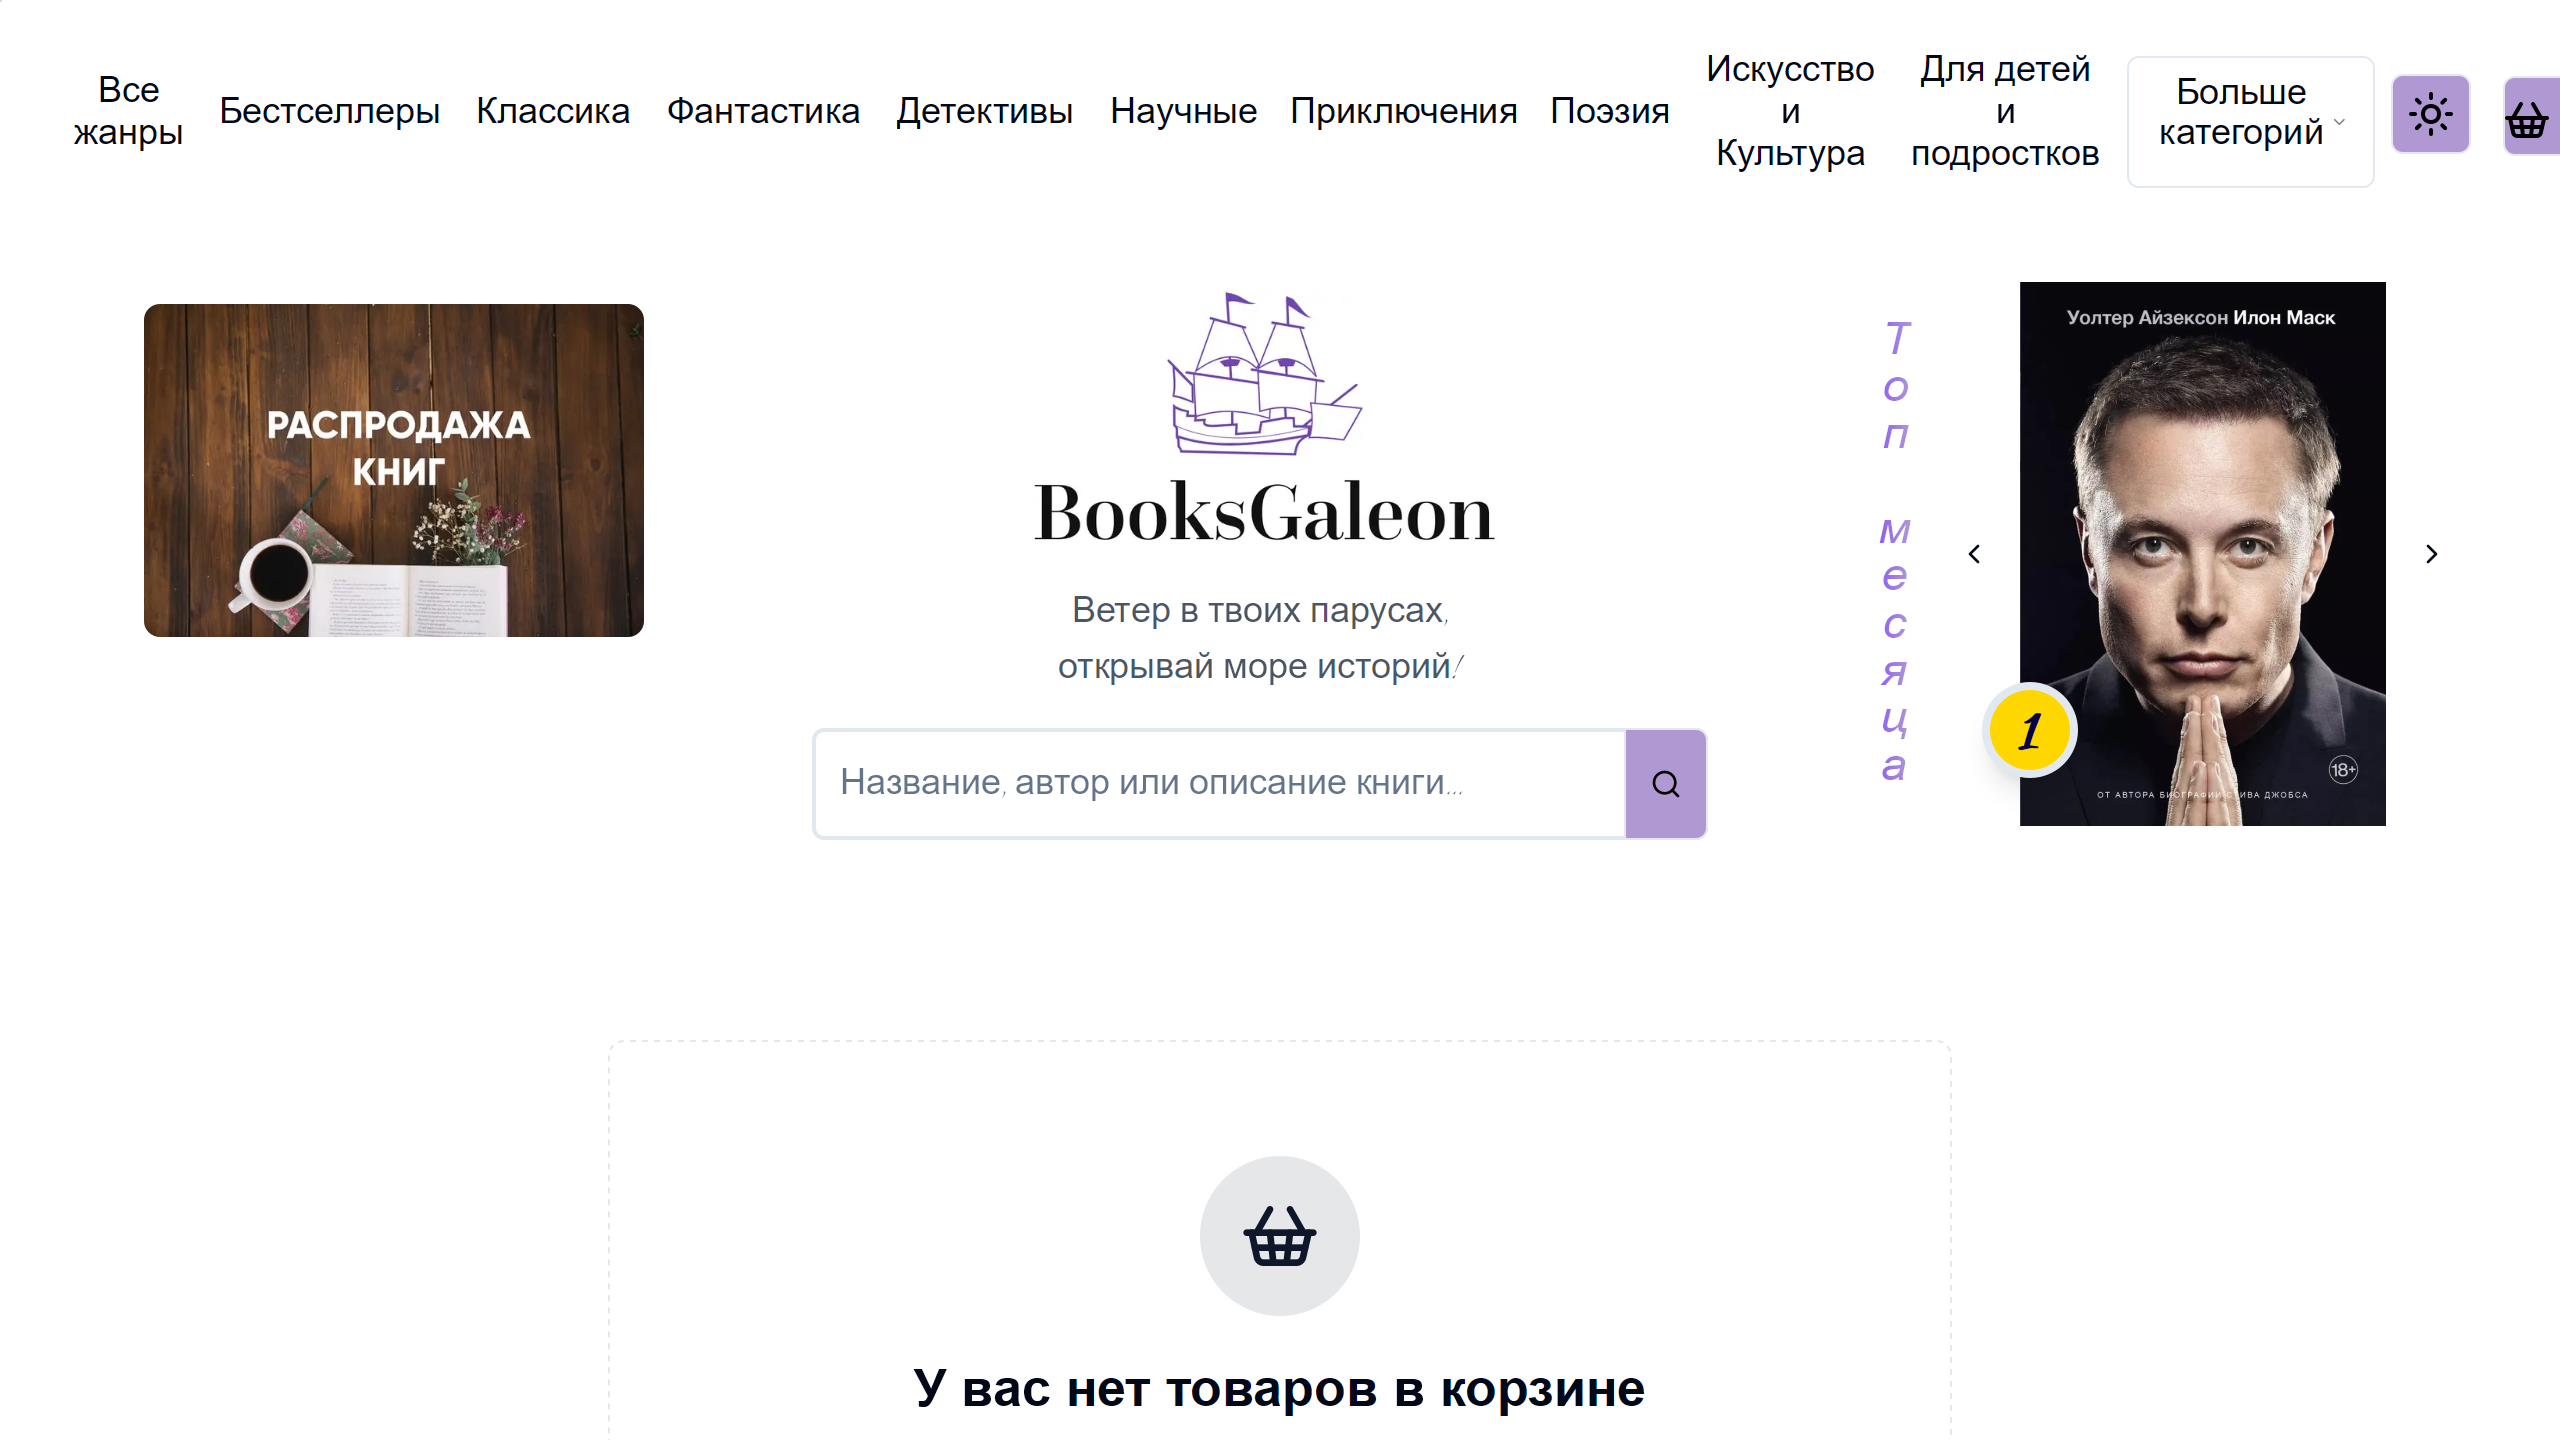 Все
жанры
Бестселлеры
Классика
Фантастика
Детективы
Научные
Приключения
Поэзия
Искусство
и
Культура
Для детей
и
подростков
Больше
категорий
РАСПРОДАЖА
КНИГ
BooksGaleon
Ветер в твоих парусах,
открывай море историй!
Название, автор или описание книги...
Топ месяца
Уолтер Айзексон Илон Маск
1
18+
ОТ АВТОРА БИОГРАФИИ СТИВА ДЖОБСА
У вас нет товаров в корзине